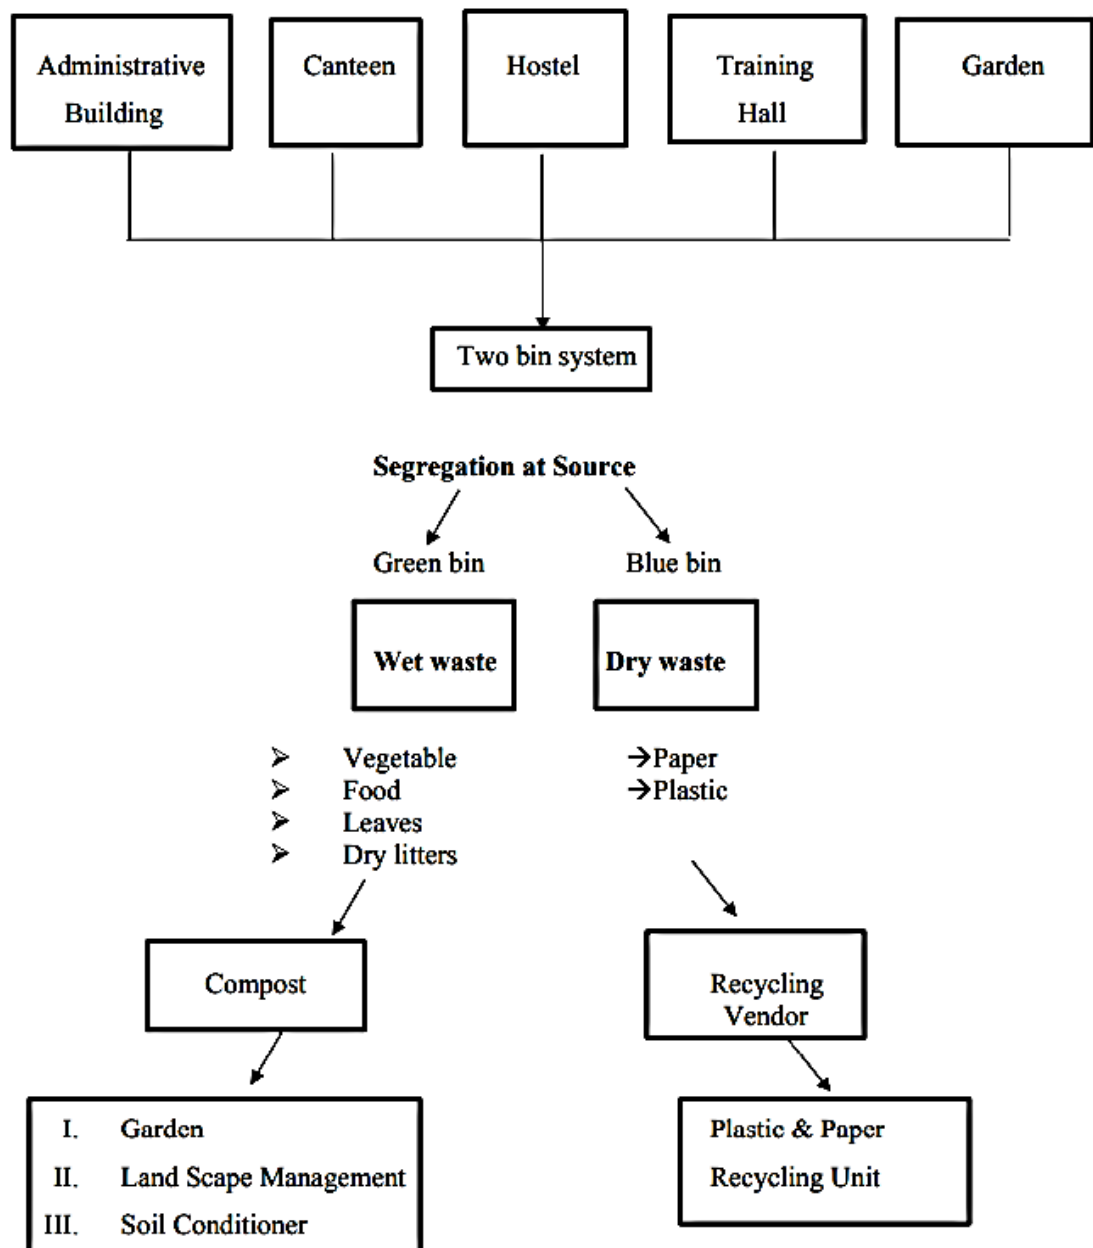 Administrative
Building
Canteen
Hostel
Training
Hall
Garden
Two bin system
Segregation at Source
Green bin
Blue bin
Wet waste
Dry waste
➢ Vegetable
➢ Food
➢ Leaves
➢ Dry litters
→Paper
→Plastic
Compost
Recycling
Vendor
I. Garden
II. Land Scape Management
III. Soil Conditioner
Plastic & Paper
Recycling Unit